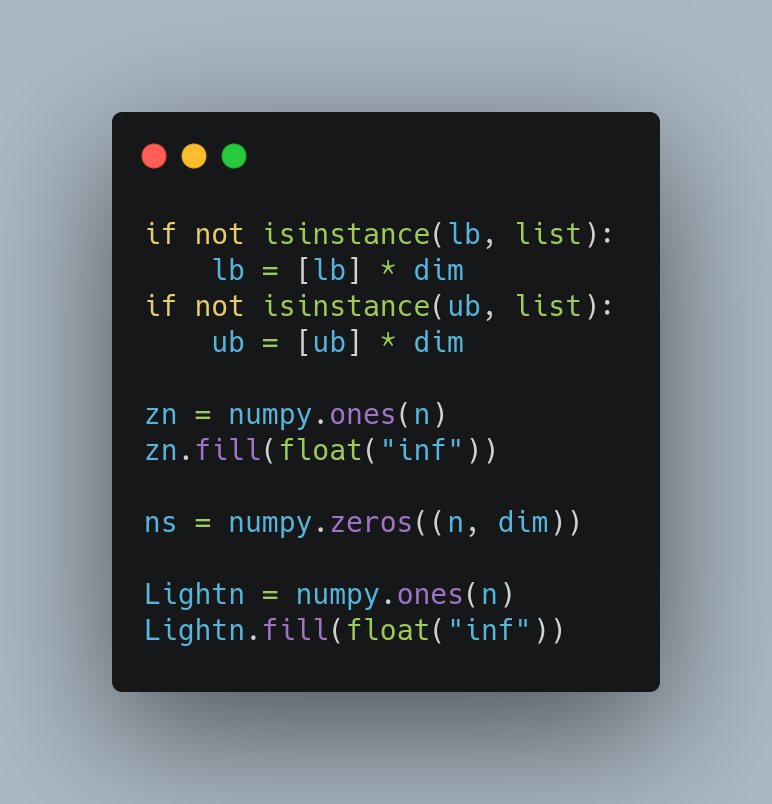 if not isinstance(lb, list):
    lb = [lb] * dim
if not isinstance(ub, list):
    ub = [ub] * dim

zn = numpy.ones(n)
zn.fill(float("inf"))

ns = numpy.zeros((n, dim))

Lightn = numpy.ones(n)
Lightn.fill(float("inf"))